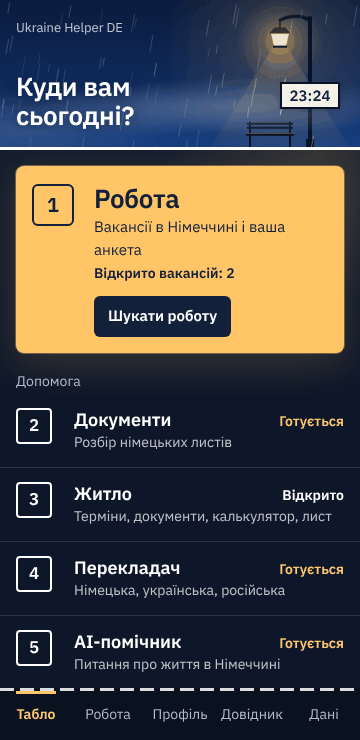 Ukraine Helper DE
Куди вам
сьогодні?
23:24
1
Робота
Вакансії в Німеччині і ваша
анкета
Відкрито вакансій: 2
Шукати роботу
Допомога
2
Документи
Готується
Розбір німецьких листів
3
Житло
Відкрито
Терміни, документи, калькулятор, лист
4
Перекладач
Готується
Німецька, українська, російська
5
AI-помічник
Готується
Питання про життя в Німеччині
Табло Робота Профіль Довідник Дані